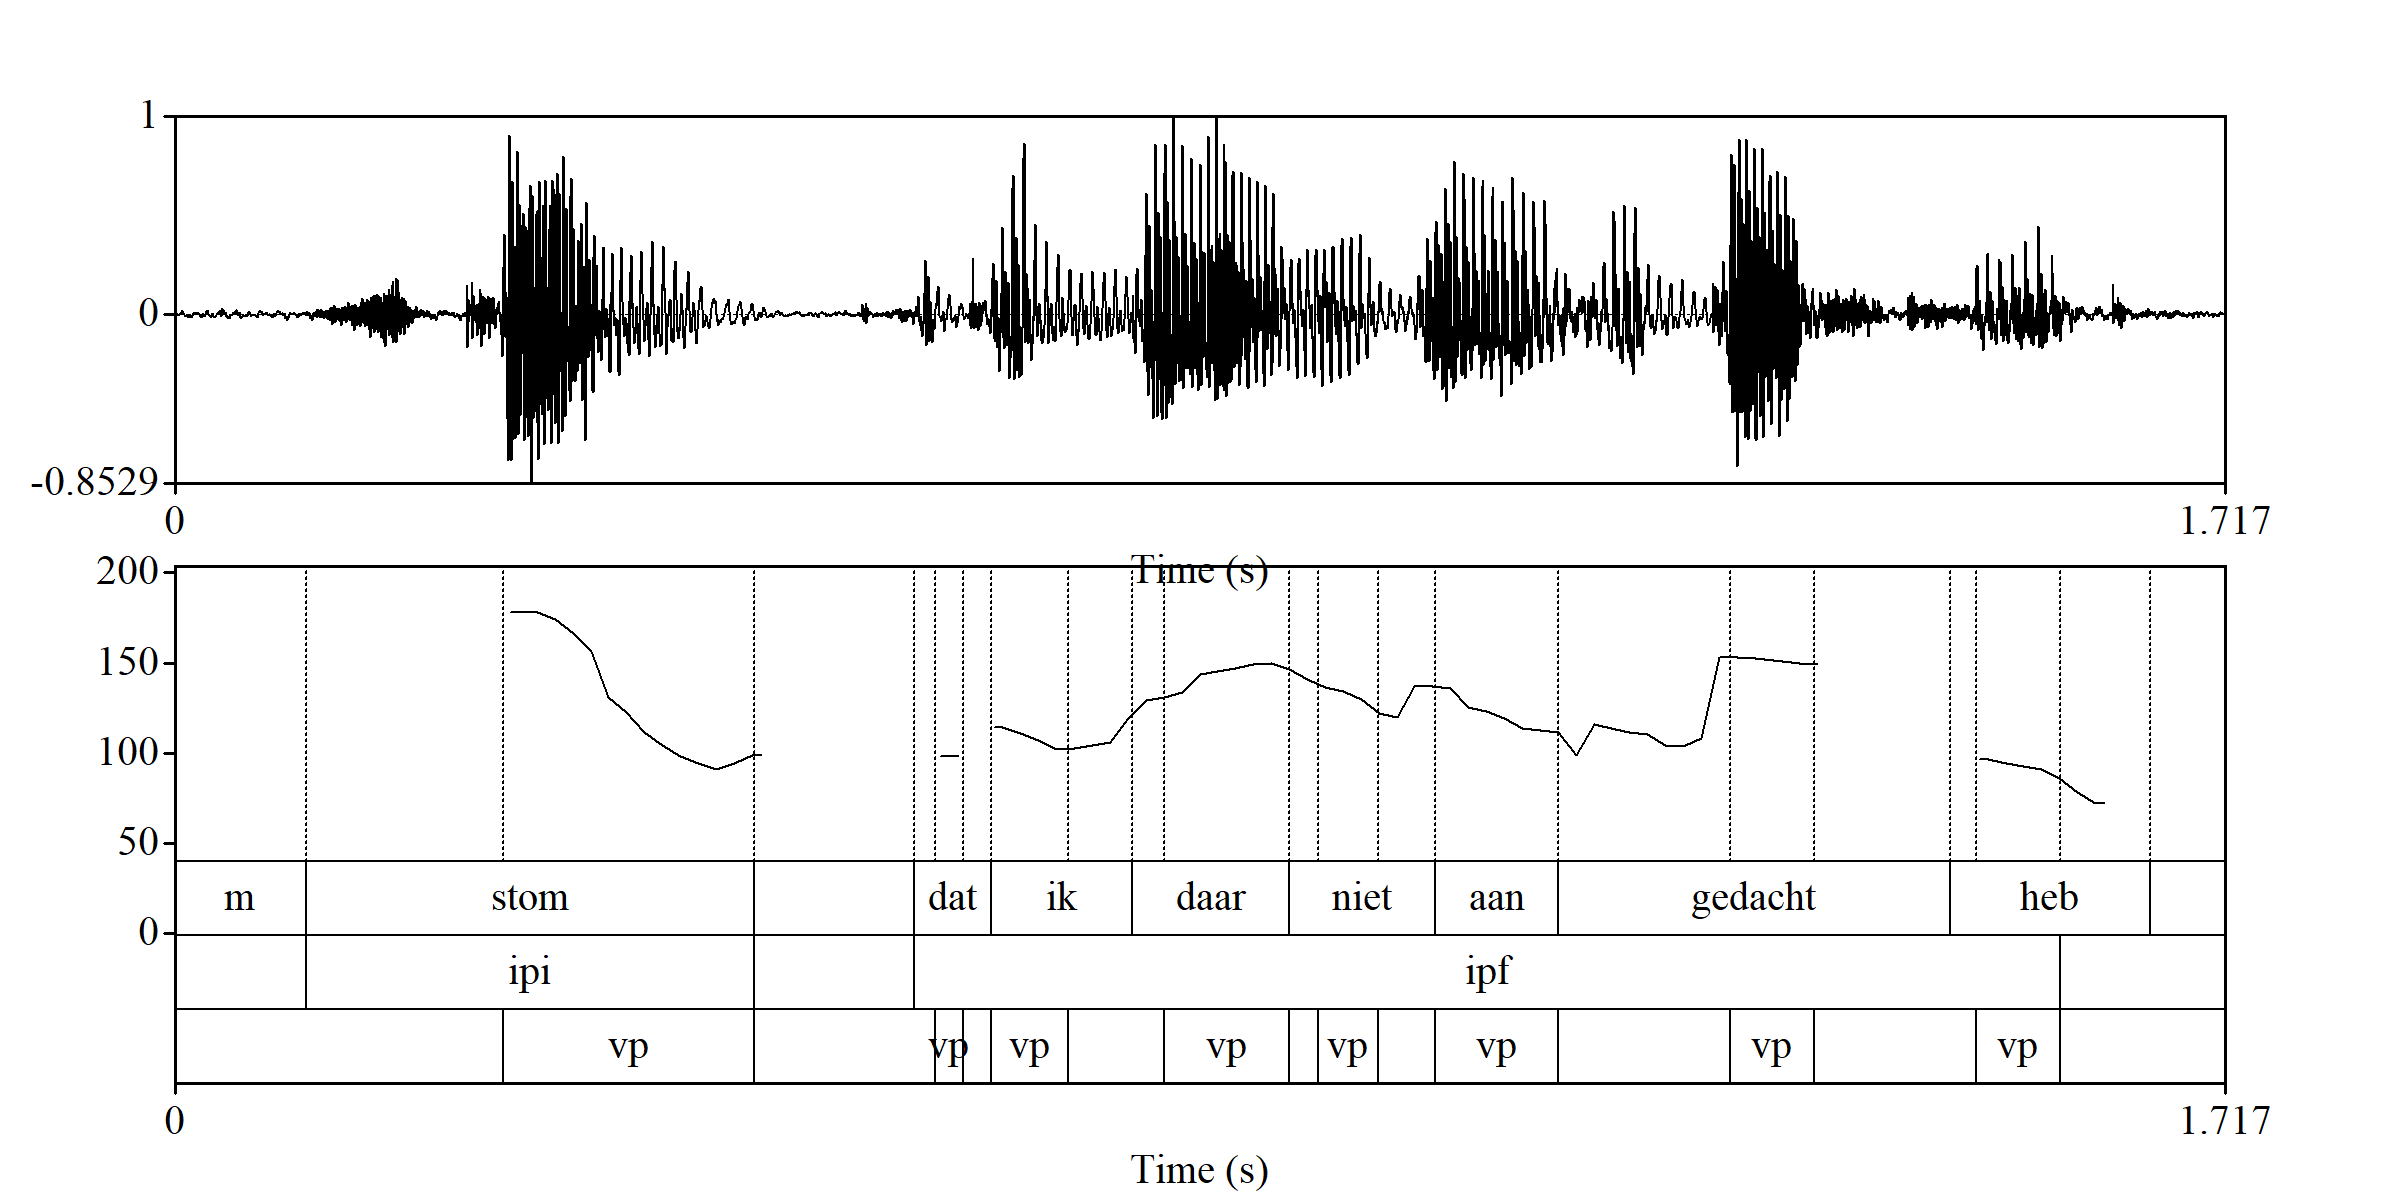 1
0
-0.8529
0 1.717
Time (s)
200
150
100
50
0
m stom dat ik daar niet aan gedacht heb
ipi ipf
vp vp vp vp vp vp vp vp
0 1.717
Time (s)